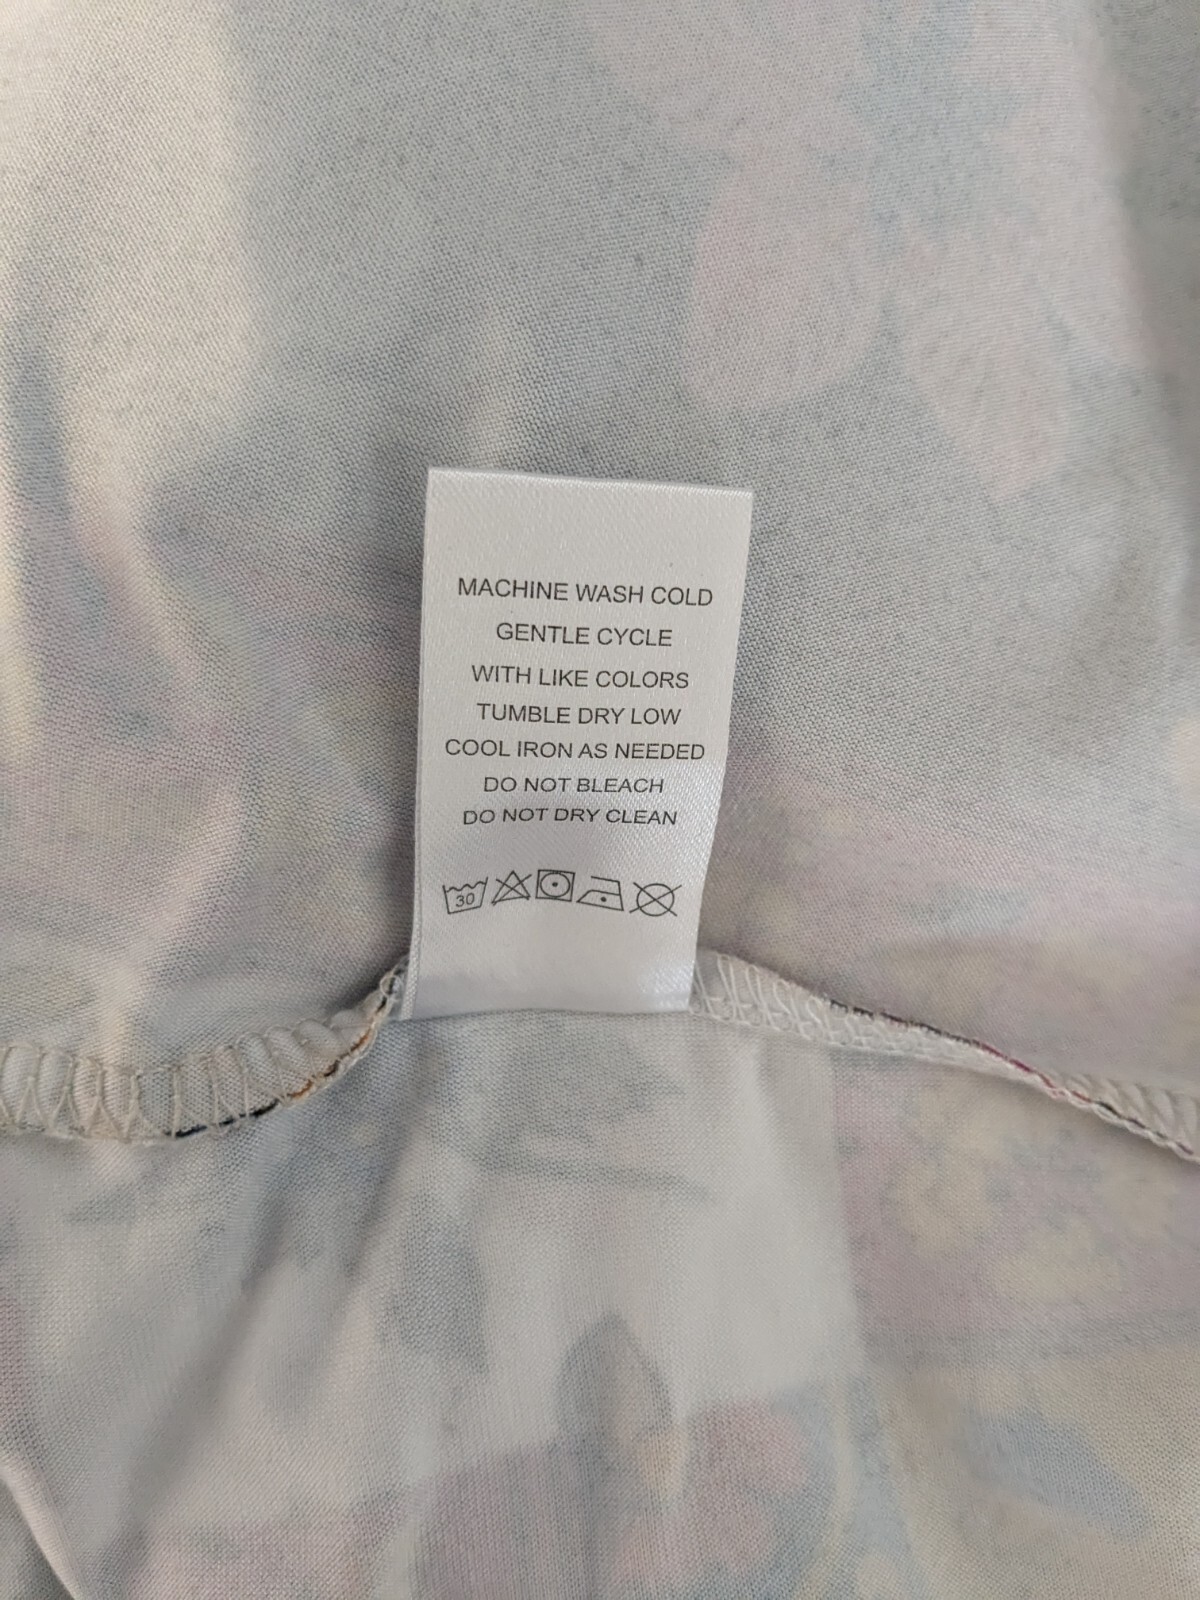 MACHINE WASH COLD
GENTLE CYCLE
WITH LIKE COLORS
TUMBLE DRY LOW
COOL IRON AS NEEDED
DO NOT BLEACH
DO NOT DRY CLEAN
30